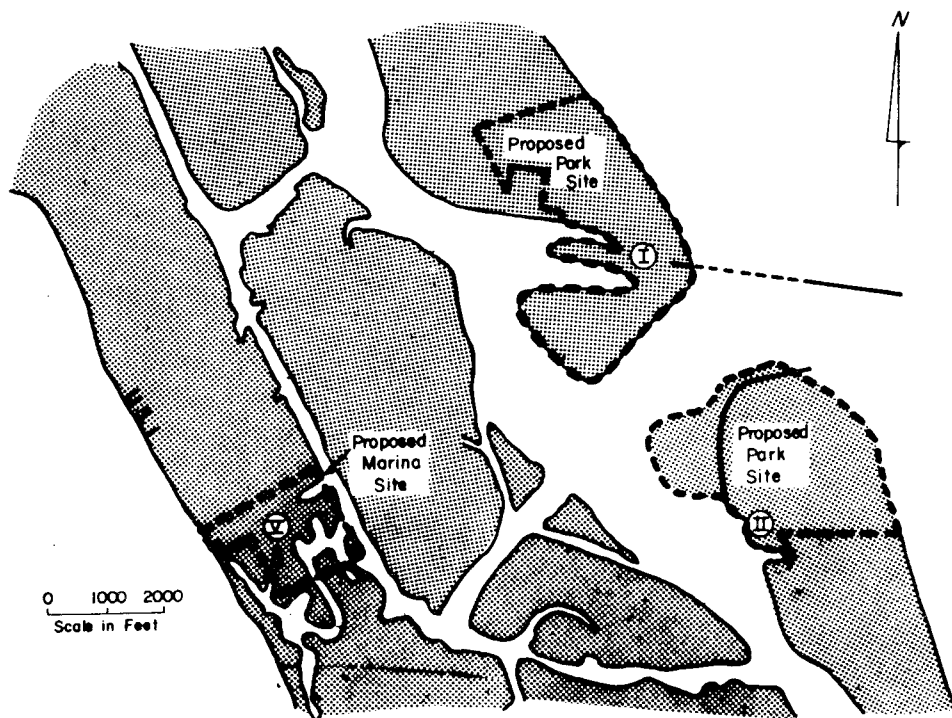 N
Proposed
Park
Site
I
Proposed
Marina
Site
Proposed
Park
Site
II
V
0 1000 2000
Scale in Feet